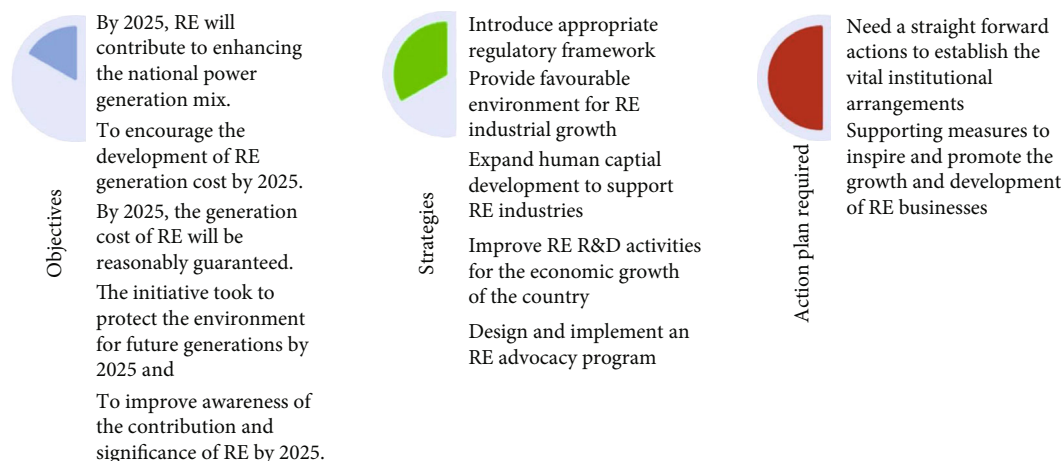 Objectives
By 2025, RE will
contribute to enhancing
the national power
generation mix.
To encourage the
development of RE
generation cost by 2025.
By 2025, the generation
cost of RE will be
reasonably guaranteed.
The initiative took to
protect the environment
for future generations by
2025 and
To improve awareness of
the contribution and
significance of RE by 2025.
Strategies
Introduce appropriate
regulatory framework
Provide favourable
environment for RE
industrial growth
Expand human captial
development to support
RE industries
Improve RE R&D activities
for the economic growth
of the country
Design and implement an
RE advocacy program
Action plan required
Need a straight forward
actions to establish the
vital institutional
arrangements
Supporting measures to
inspire and promote the
growth and development
of RE businesses